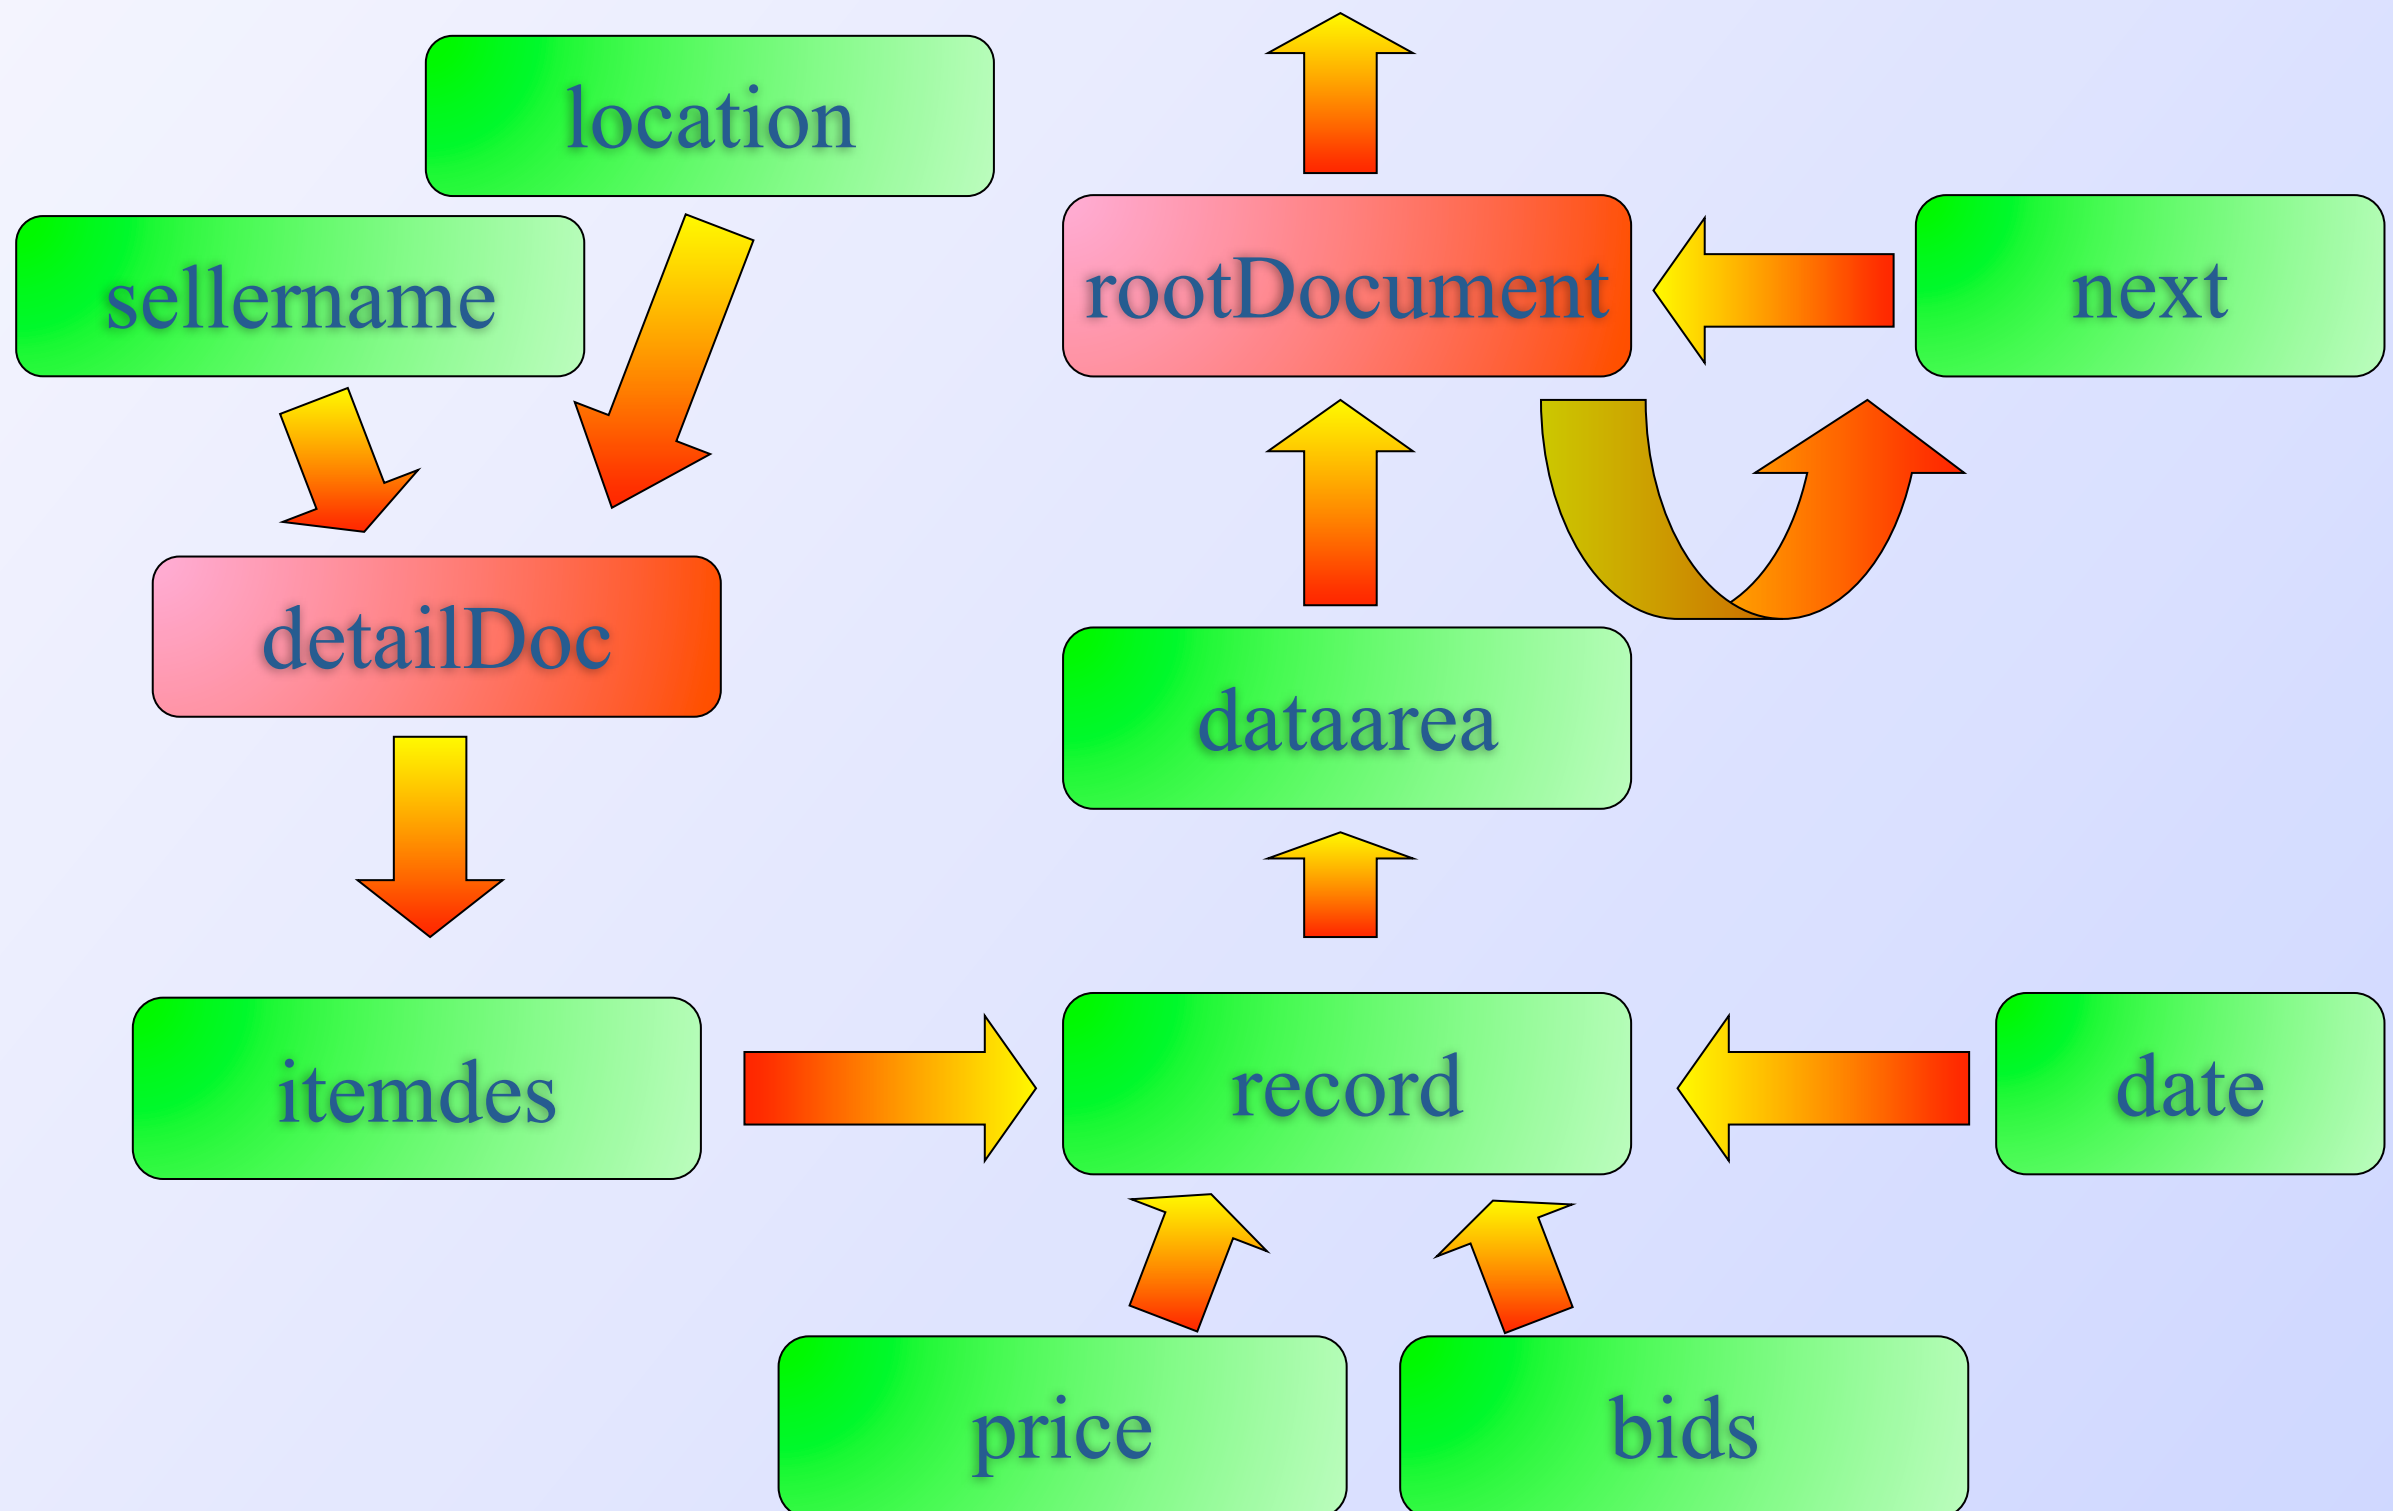 location
sellername
rootDocument
next
detailDoc
dataarea
itemdes
record
date
price
bids